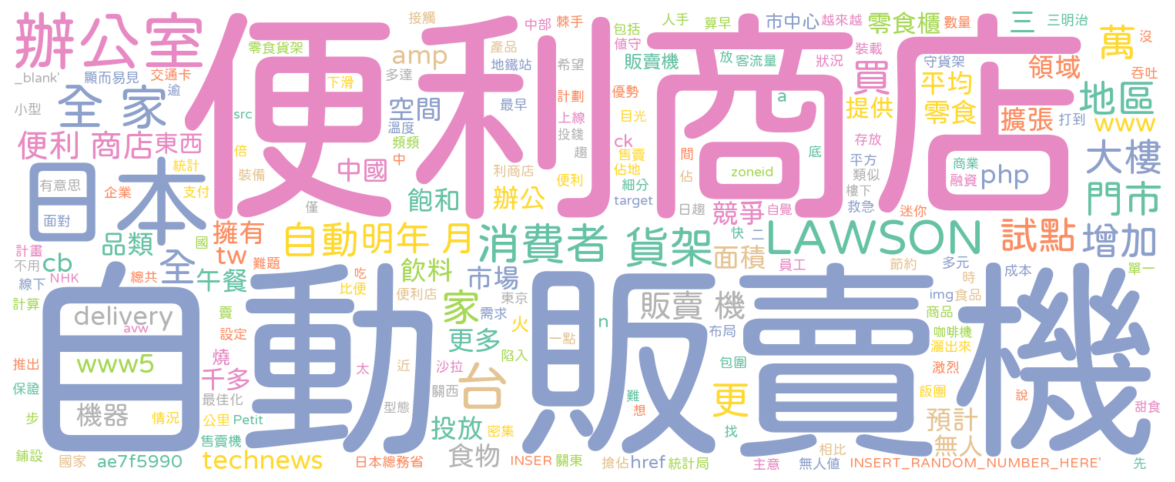 辦公室
便利商店
自動販賣機
日本
全 家
便利 商店
東西
_blank'
顯而易見
交通卡
逾
零食貨架
下滑
src
小型
有意思
面對
企業
統計
支付
倍
裝備
中國
僅
接觸
amp
多達
空間
溫度
頻頻
中
飽和
中部
棘手
產品
地鐵站
最早
希望
計劃
上線
投錢
趨
利商店
便利
辦公
包括
值守
人手
販賣機
優勢
目光
ck
售賣
佔地
細分
target
間
佔
日趨
競爭
自覺
算早
放
客流量
市中心
越來越
狀況
a
底
zoneid
零食櫃
數量
裝載
買
提供
平均
零食
守貨架
存放
平方
類似
樓下
救急
迷你
商業
融資
php
三
三明治
領域
擴張
打到
萬
沒
吞吐
地區
www
大樓
門市
增加
試點
LAWSON
快
二
面積
員工
節約
多元
時
成本
單一
消費者 貨架
自動
明年 月
擁有
tw
難題
品類
國
全
午餐
計畫
不用
線下
cb
NHK
總共
計算
delivery
avw
www5
機器
推出
保證
步
鋪設
國家
情況
公里
Petit
售賣機
ae7f5990
technews
賣
設定
燒
千多
最佳化
吃
比便
太
近
型態
日本總務省
飲料
市場
便利店
家
東京
需求
更多
火
陷入
沙拉
關西
台
投放
密集
食物
INSER
關東
n
一點
販賣 機
布局
難
想
搶佔
href
統計局
包圍
更
找
主意
無人值
相比
img
食品
商品
咖啡機
灑出來
激烈
飯團
預計
無人
說
甜食
先
INSERT_RANDOM_NUMBER_HERE'